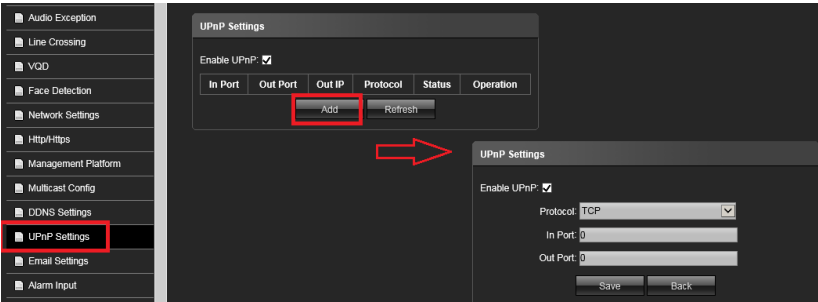 Audio Exception
Line Crossing
VQD
Face Detection
Network Settings
Http/Https
Management Platform
Multicast Config
DDNS Settings
UPnP Settings
Email Settings
Alarm Input
UPnP Settings
Enable UPnP:
In Port Out Port Out IP Protocol Status Operation
Add Refresh
UPnP Settings
Enable UPnP:
Protocol: TCP
In Port: 0
Out Port: 0
Save Back